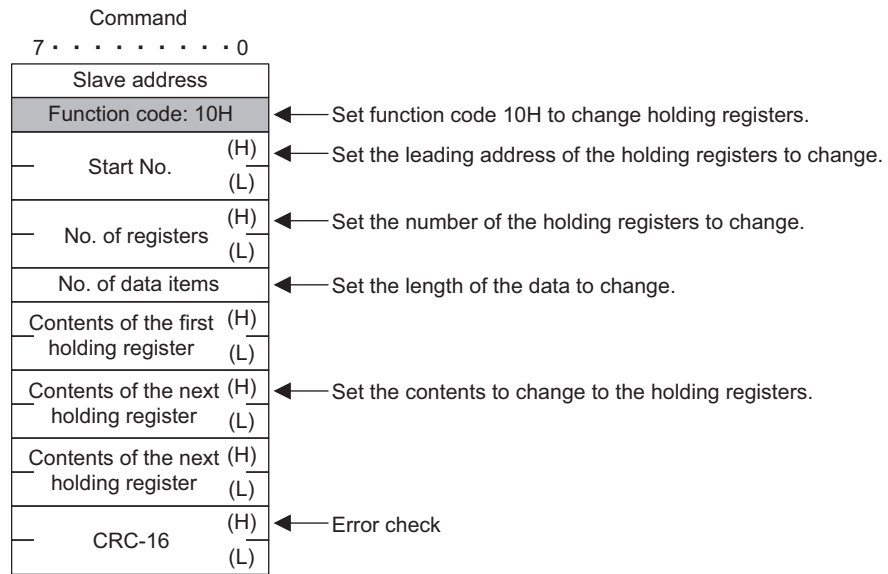 Command
7 · · · · · · · · · 0
Slave address
Function code: 10H
Set function code 10H to change holding registers.
Start No.
(H)
(L)
Set the leading address of the holding registers to change.
No. of registers
(H)
(L)
Set the number of the holding registers to change.
No. of data items
Set the length of the data to change.
Contents of the first (H)
holding register (L)
Contents of the next (H)
holding register (L)
Set the contents to change to the holding registers.
Contents of the next (H)
holding register (L)
CRC-16
(H)
(L)
Error check